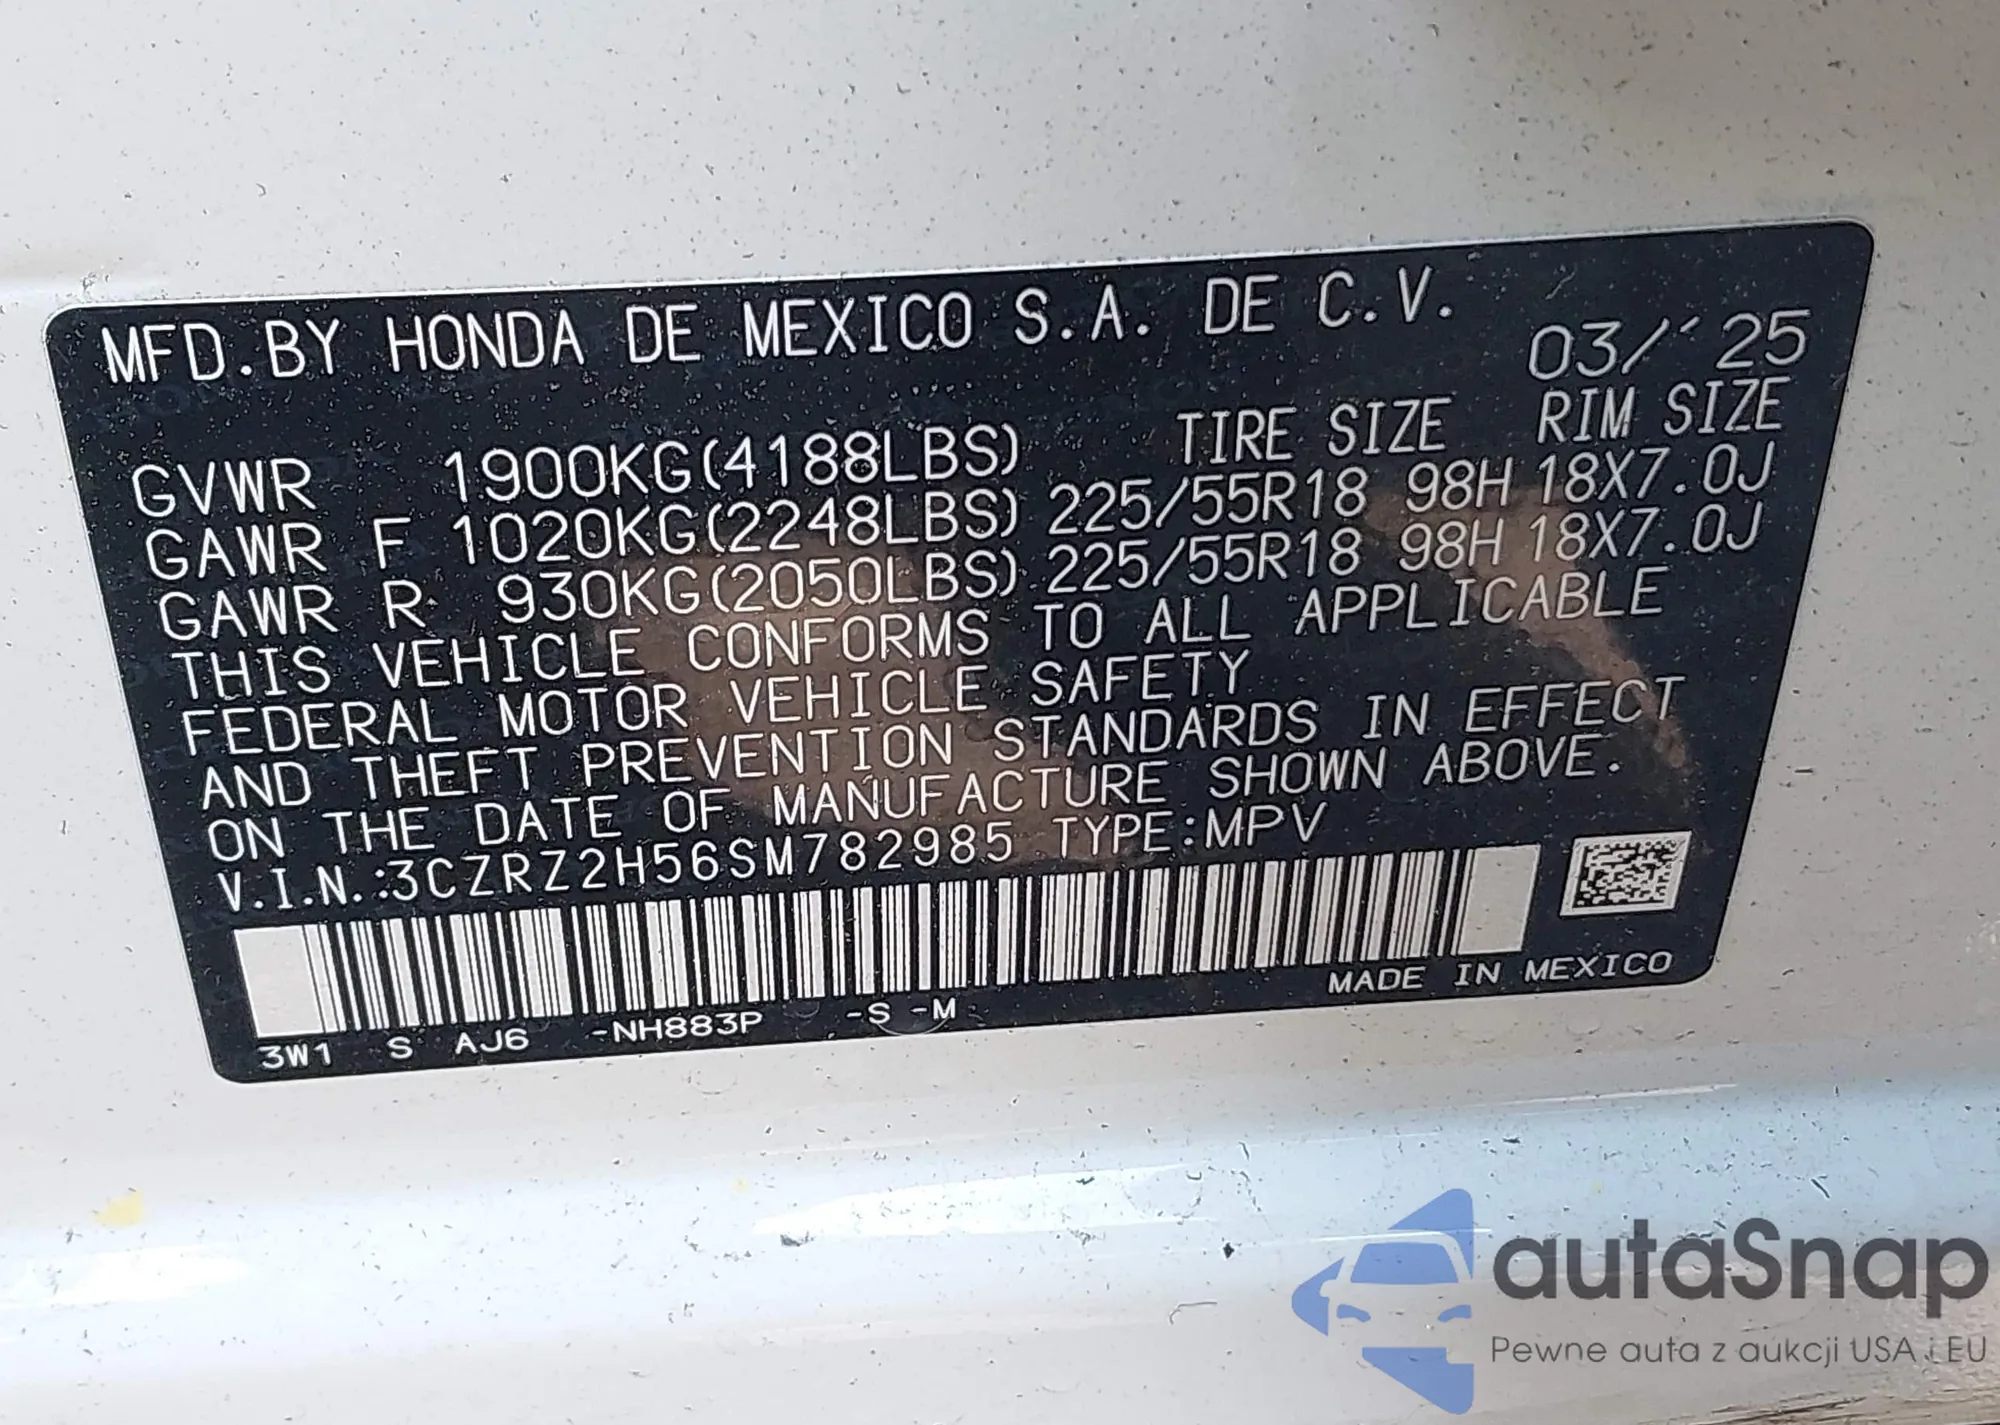 MFD.BY HONDA DE MEXICO S.A. DE C.V.
03/´25
TIRE SIZE RIM SIZE
GVWR 1900KG(4188LBS)
GAWR F 1020KG(2248LBS) 225/55R18 98H 18X7.0J
GAWR R 930KG(2050LBS) 225/55R18 98H 18X7.0J
THIS VEHICLE CONFORMS TO ALL APPLICABLE
FEDERAL MOTOR VEHICLE SAFETY
AND THEFT PREVENTION STANDARDS IN EFFECT
ON THE DATE OF MANUFACTURE SHOWN ABOVE.
V.I.N.:3CZRZ2H56SM782985 TYPE:MPV
MADE IN MEXICO
3W1 S AJ6 -NH883P -S -M
autaSnap
Pewne auta z aukcji USA i EU